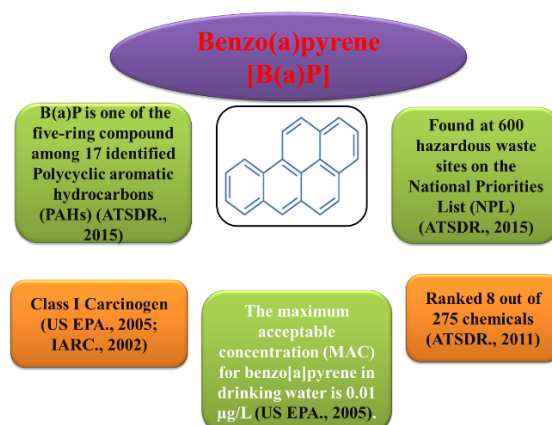 Benzo(a)pyrene
[B(a)P]
B(a)P is one of the
five-ring compound
among 17 identified
Polycyclic aromatic
hydrocarbons
(PAHs) (ATSDR.,
2015)
Found at 600
hazardous waste
sites on the
National Priorities
List (NPL)
(ATSDR., 2015)
Class I Carcinogen
(US EPA., 2005;
IARC., 2002)
The maximum
acceptable
concentration (MAC)
for benzo[a]pyrene in
drinking water is 0.01
µg/L (US EPA., 2005).
Ranked 8 out of
275 chemicals
(ATSDR., 2011)